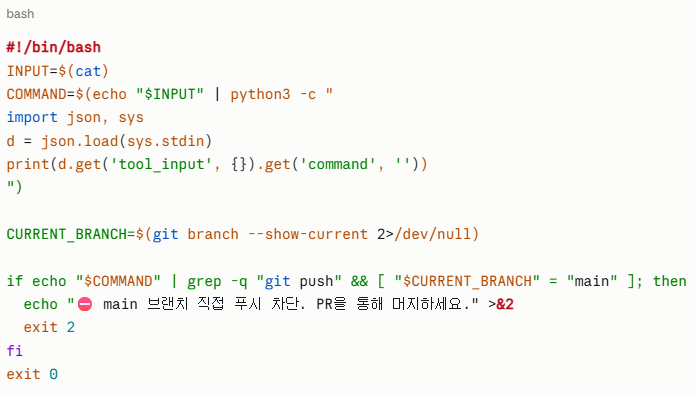 bash
#!/bin/bash
INPUT=$(cat)
COMMAND=$(echo "$INPUT" | python3 -c "
import json, sys
d = json.load(sys.stdin)
print(d.get('tool_input', {}).get('command', ''))
")
CURRENT_BRANCH=$(git branch --show-current 2>/dev/null)
if echo "$COMMAND" | grep -q "git push" && [ "$CURRENT_BRANCH" = "main" ]; then
  echo "⛔ main 브랜치 직접 푸시 차단. PR을 통해 머지하세요." >&2
  exit 2
fi
exit 0